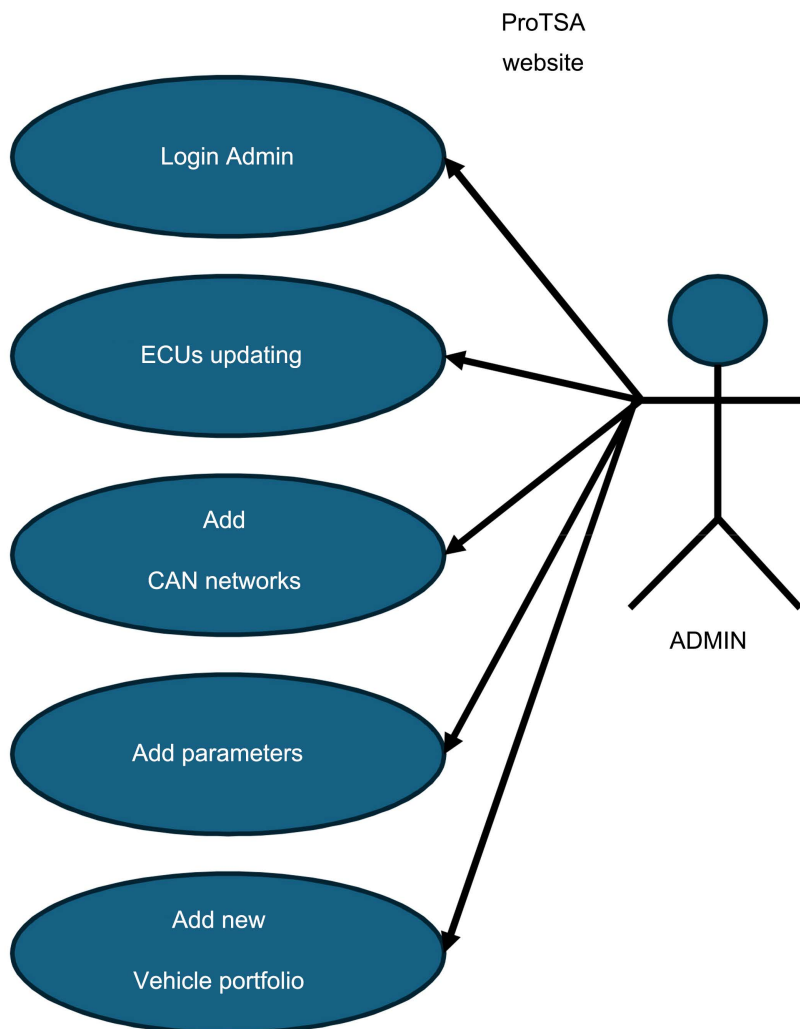 ProTSA
website
Login Admin
ECUs updating
Add
CAN networks
ADMIN
Add parameters
Add new
Vehicle portfolio